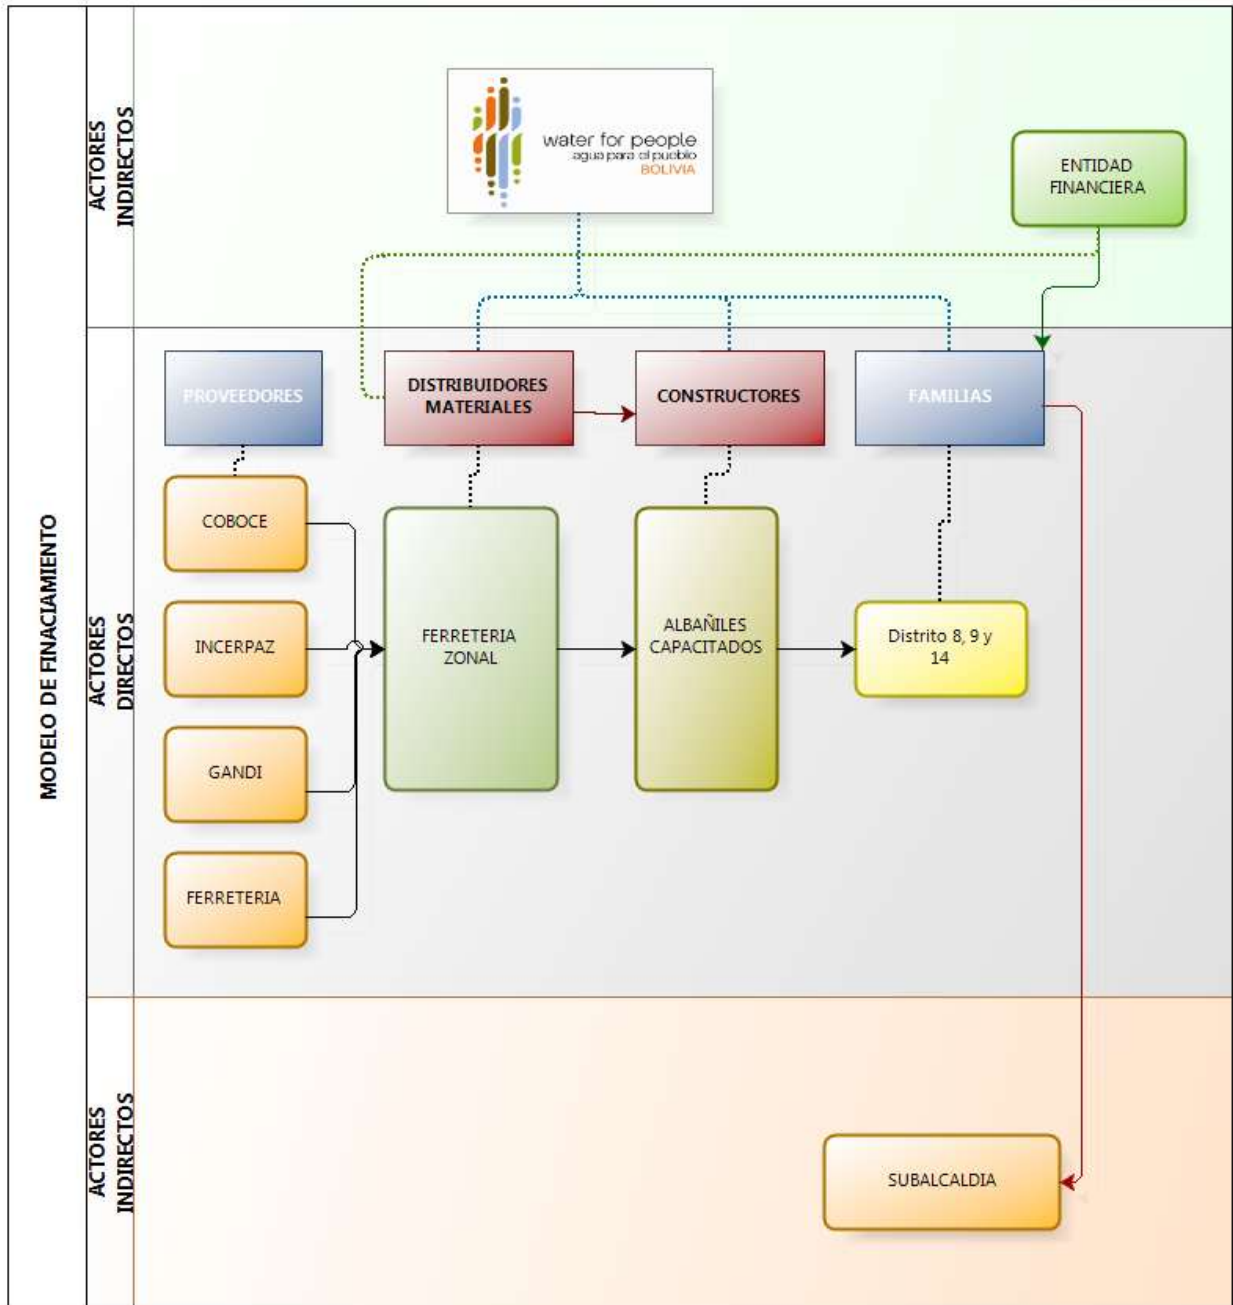 MODELO DE FINACIAMIENTO
ACTORES
INDIRECTOS
water for people
agua para el pueblo
BOLIVIA
ENTIDAD
FINANCIERA
ACTORES
DIRECTOS
PROVEEDORES
DISTRIBUIDORES
MATERIALES
CONSTRUCTORES
FAMILIAS
COBOCE
INCERPAZ
GANDI
FERRETERIA
FERRETERIA
ZONAL
ALBAÑILES
CAPACITADOS
Distrito 8, 9 y
14
ACTORES
INDIRECTOS
SUBALCALDIA